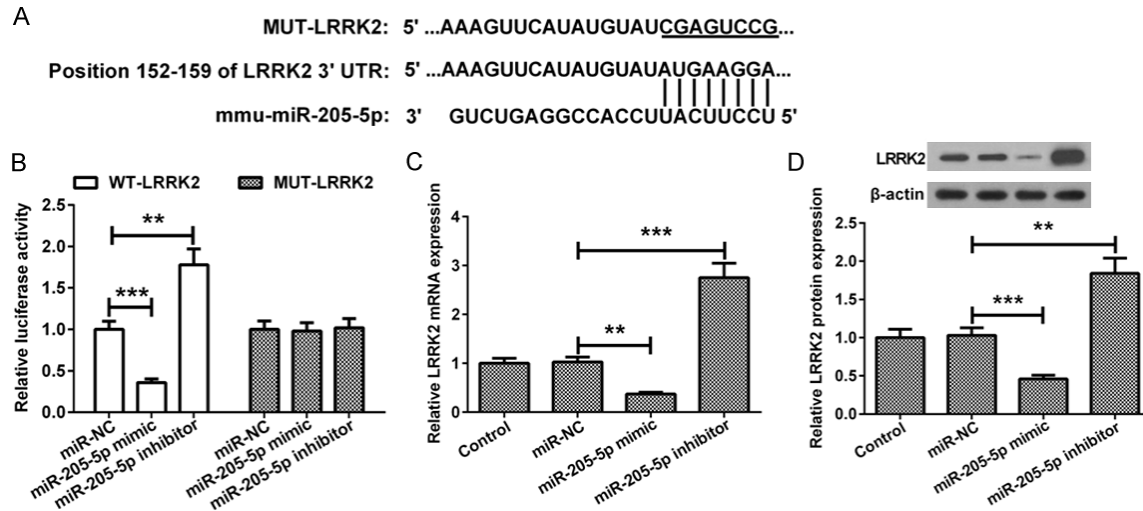 A
MUT-LRRK2: 5' ...AAAGUUCAUAUGUAUCGAGUCCG...
Position 152-159 of LRRK2 3' UTR: 5' ...AAAGUUCAUAUGUAUAUGAAGGA...
mmu-miR-205-5p: 3' GUCUGAGGCCACCUUACUUCCU 5'
B
WT-LRRK2 MUT-LRRK2
Relative luciferase activity
2.5
2.0
1.5
1.0
0.5
0.0
**
***
miR-NC
miR-205-5p mimic
miR-205-5p inhibitor
miR-NC
miR-205-5p mimic
miR-205-5p inhibitor
C
Relative LRRK2 mRNA expression
4
3
2
1
0
***
**
Control
miR-NC
miR-205-5p mimic
miR-205-5p inhibitor
D
LRRK2
β-actin
Relative LRRK2 protein expression
2.5
2.0
1.5
1.0
0.5
0.0
**
***
Control
miR-NC
miR-205-5p mimic
miR-205-5p inhibitor